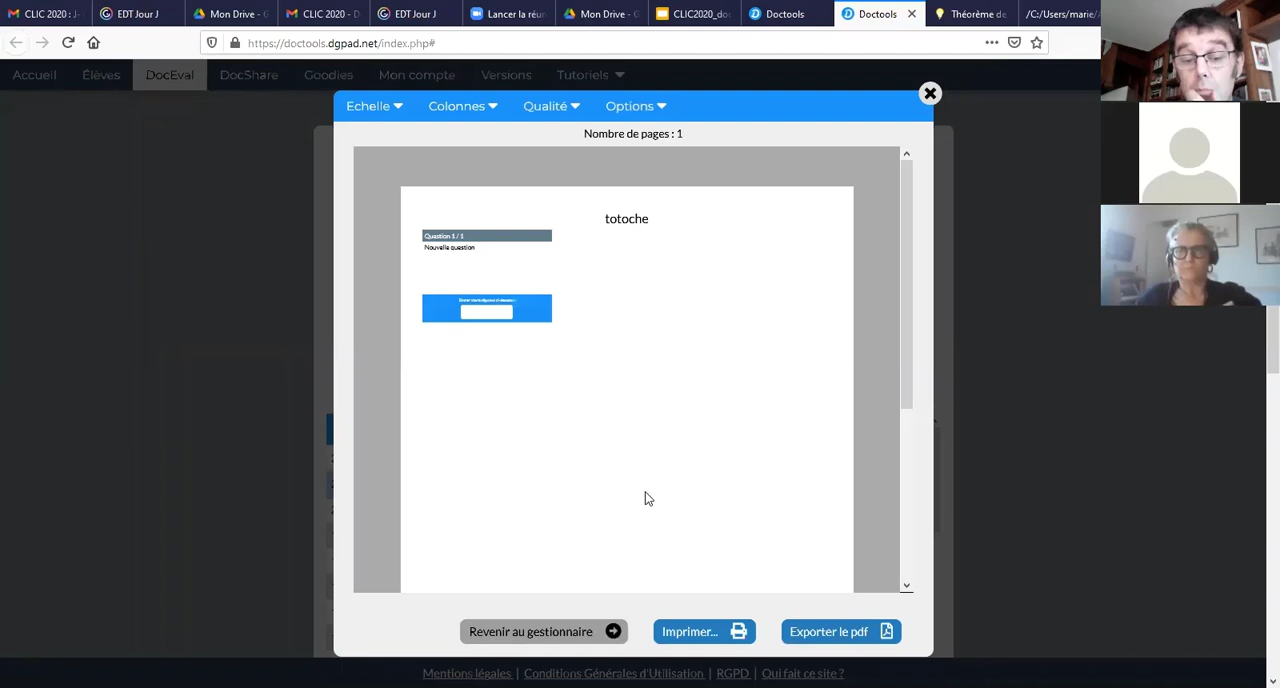 CLIC 2020 : J-
EDT Jour J
Mon Drive - G
CLIC 2020 - D
EDT Jour J
Lancer la réun
Mon Drive - G
CLIC2020_do
Doctools
Doctools
Théorème de
/C:/Users/marie/
https://doctools.dgpad.net/index.php#
Accueil Élèves DocEval DocShare Goodies Mon compte Versions Tutoriels
Echelle Colonnes Qualité Options
Nombre de pages : 1
totoche
Question 1 / 1
Nouvelle question
Revenir au gestionnaire
Imprimer...
Exporter le pdf
Mentions légales | Conditions Générales d'Utilisation | RGPD | Qui fait ce site ?